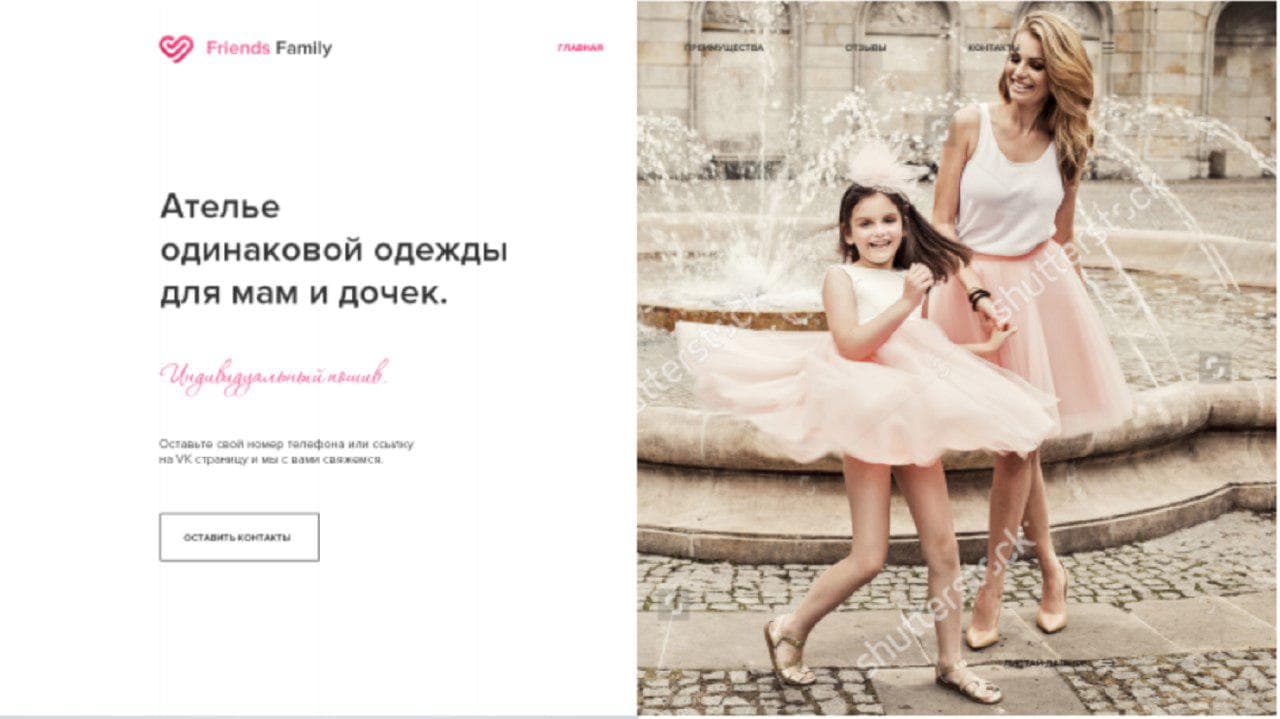 Friends Family
ГЛАВНАЯ
ПРЕИМУЩЕСТВА
ОТЗЫВЫ
КОНТАКТЫ
Ателье
одинаковой одежды
для мам и дочек.
Индивидуальный пошив.
Оставьте свой номер телефона или ссылку
на VK страницу и мы с вами свяжемся.
ОСТАВИТЬ КОНТАКТЫ
shutterstock
shutterstock
shutterstock